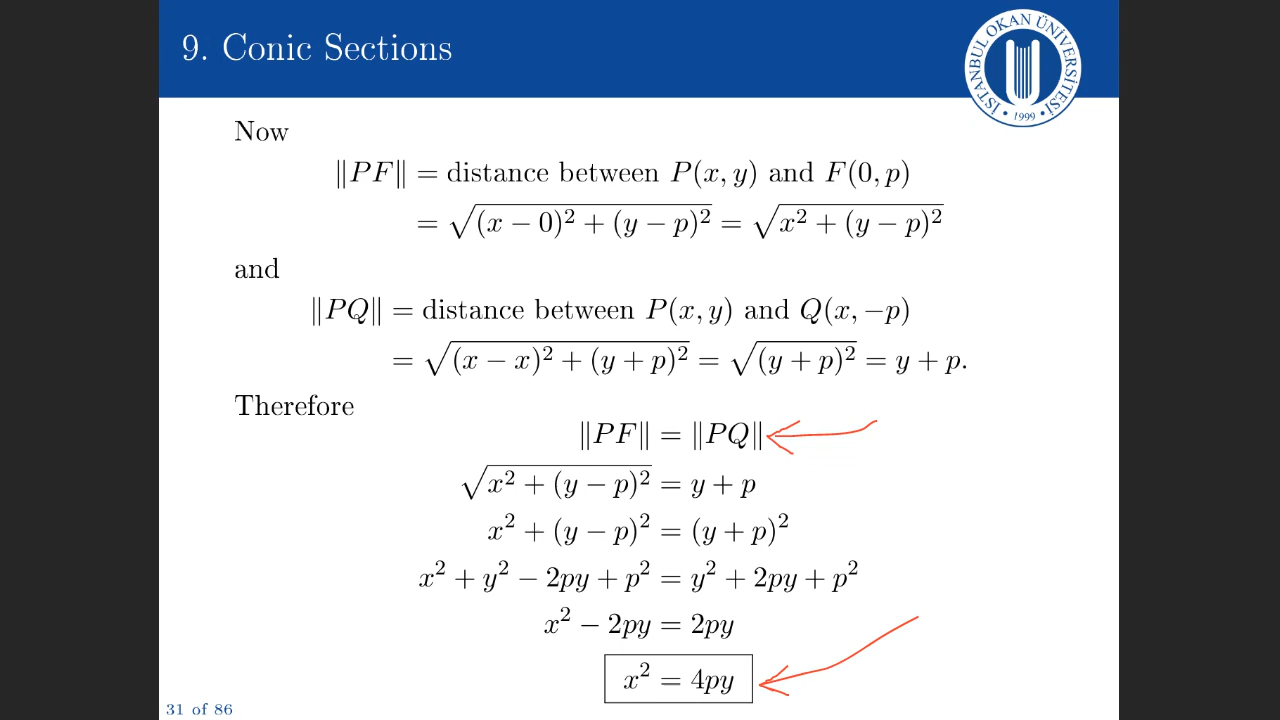 9. Conic Sections
İSTANBUL OKAN ÜNİVERSİTESİ
• 1999 •
Now
‖PF‖ = distance between P(x, y) and F(0, p)
= √((x − 0)² + (y − p)²) = √(x² + (y − p)²)
and
‖PQ‖ = distance between P(x, y) and Q(x, −p)
= √((x − x)² + (y + p)²) = √((y + p)²) = y + p.
Therefore
‖PF‖ = ‖PQ‖
√(x² + (y − p)²) = y + p
x² + (y − p)² = (y + p)²
x² + y² − 2py + p² = y² + 2py + p²
x² − 2py = 2py
x² = 4py
31 of 86